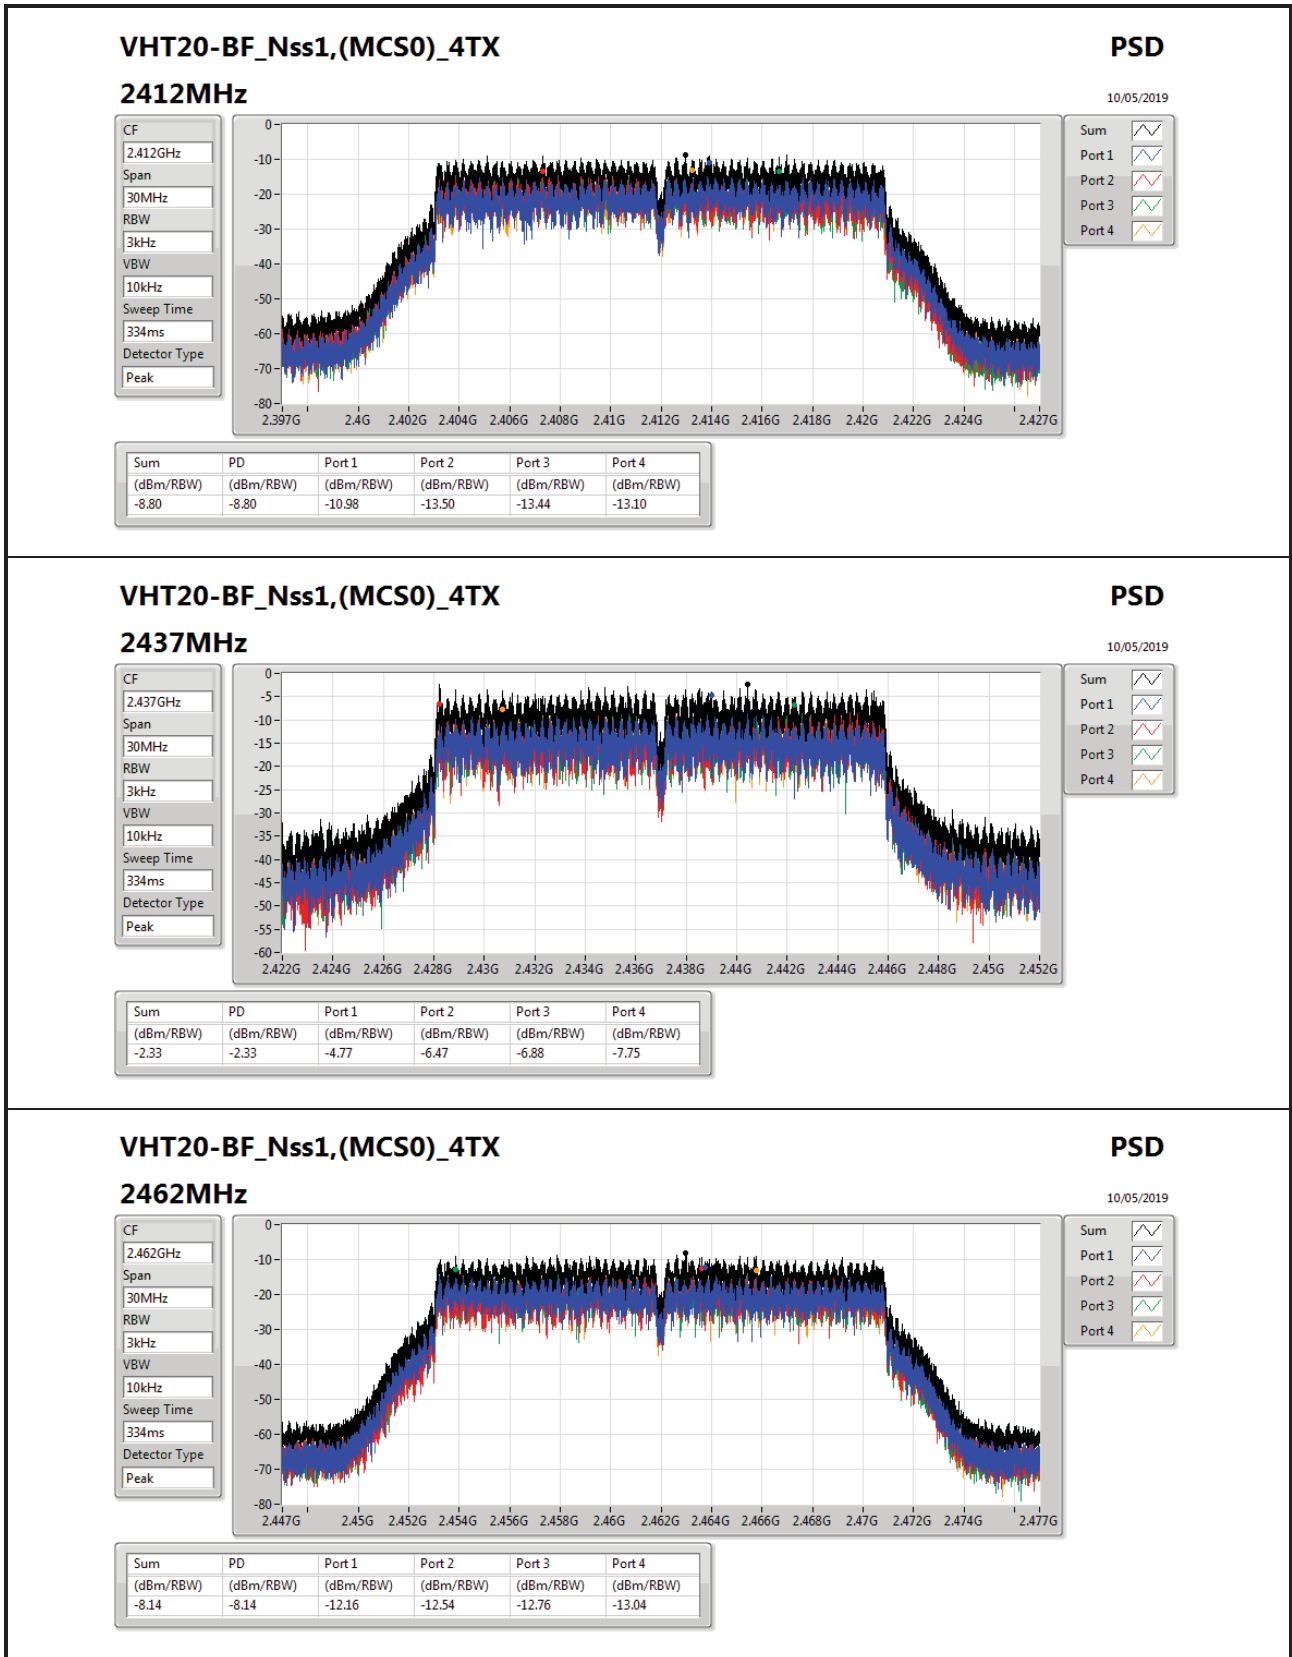 VHT20-BF_Nss1,(MCS0)_4TX PSD
2412MHz 10/05/2019
CF
2.412GHz
Span
30MHz
RBW
3kHz
VBW
10kHz
Sweep Time
334ms
Detector Type
Peak
0
-10
-20
-30
-40
-50
-60
-70
-80
2.397G 2.4G 2.402G 2.404G 2.406G 2.408G 2.41G 2.412G 2.414G 2.416G 2.418G 2.42G 2.422G 2.424G 2.427G
Sum
Port 1
Port 2
Port 3
Port 4
Sum PD Port 1 Port 2 Port 3 Port 4
(dBm/RBW) (dBm/RBW) (dBm/RBW) (dBm/RBW) (dBm/RBW) (dBm/RBW)
-8.80 -8.80 -10.98 -13.50 -13.44 -13.10
VHT20-BF_Nss1,(MCS0)_4TX PSD
2437MHz 10/05/2019
CF
2.437GHz
Span
30MHz
RBW
3kHz
VBW
10kHz
Sweep Time
334ms
Detector Type
Peak
0
-5
-10
-15
-20
-25
-30
-35
-40
-45
-50
-55
-60
2.422G 2.424G 2.426G 2.428G 2.43G 2.432G 2.434G 2.436G 2.438G 2.44G 2.442G 2.444G 2.446G 2.448G 2.45G 2.452G
Sum
Port 1
Port 2
Port 3
Port 4
Sum PD Port 1 Port 2 Port 3 Port 4
(dBm/RBW) (dBm/RBW) (dBm/RBW) (dBm/RBW) (dBm/RBW) (dBm/RBW)
-2.33 -2.33 -4.77 -6.47 -6.88 -7.75
VHT20-BF_Nss1,(MCS0)_4TX PSD
2462MHz 10/05/2019
CF
2.462GHz
Span
30MHz
RBW
3kHz
VBW
10kHz
Sweep Time
334ms
Detector Type
Peak
0
-10
-20
-30
-40
-50
-60
-70
-80
2.447G 2.45G 2.452G 2.454G 2.456G 2.458G 2.46G 2.462G 2.464G 2.466G 2.468G 2.47G 2.472G 2.474G 2.477G
Sum
Port 1
Port 2
Port 3
Port 4
Sum PD Port 1 Port 2 Port 3 Port 4
(dBm/RBW) (dBm/RBW) (dBm/RBW) (dBm/RBW) (dBm/RBW) (dBm/RBW)
-8.14 -8.14 -12.16 -12.54 -12.76 -13.04